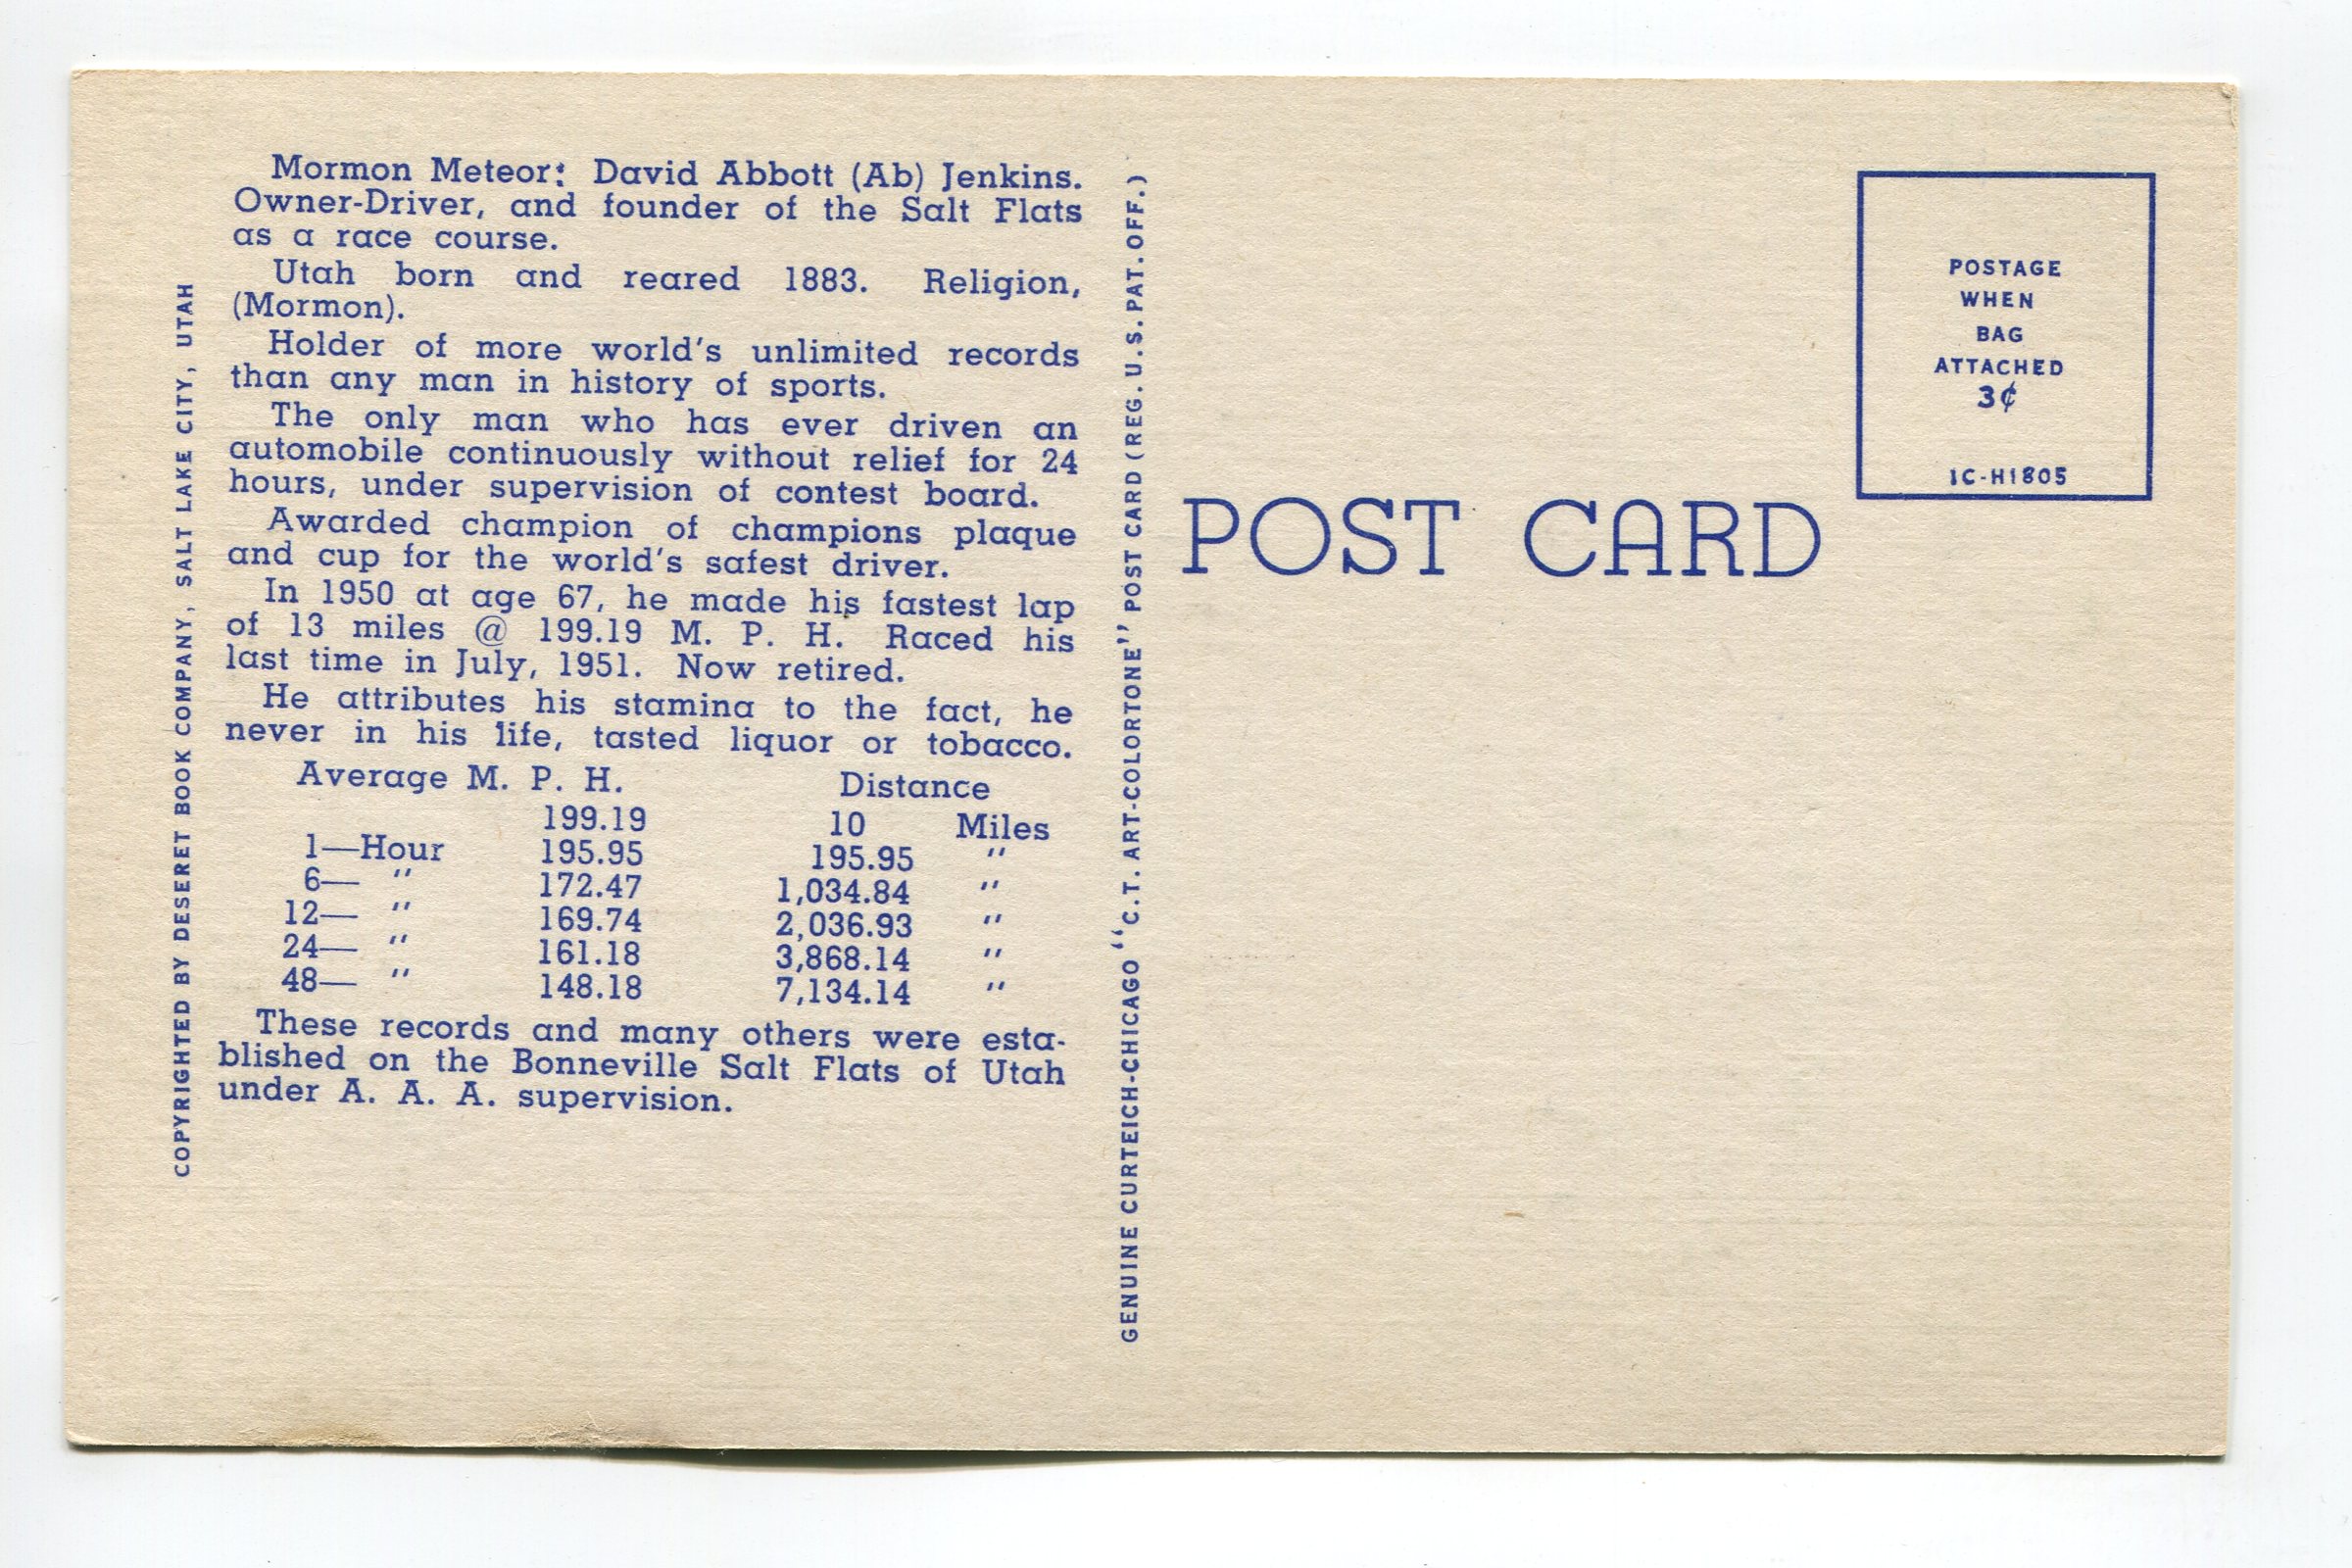 COPYRIGHTED BY DESERET BOOK COMPANY, SALT LAKE CITY, UTAH
Mormon Meteor: David Abbott (Ab) Jenkins.
Owner-Driver, and founder of the Salt Flats
as a race course.
Utah born and reared 1883. Religion,
(Mormon).
Holder of more world's unlimited records
than any man in history of sports.
The only man who has ever driven an
automobile continuously without relief for 24
hours, under supervision of contest board.
Awarded champion of champions plaque
and cup for the world's safest driver.
In 1950 at age 67, he made his fastest lap
of 13 miles @ 199.19 M. P. H. Raced his
last time in July, 1951. Now retired.
He attributes his stamina to the fact, he
never in his life, tasted liquor or tobacco.
Average M. P. H. Distance
199.19 10 Miles
1—Hour 195.95 195.95 "
6— " 172.47 1,034.84 "
12— " 169.74 2,036.93 "
24— " 161.18 3,868.14 "
48— " 148.18 7,134.14 "
These records and many others were esta-
blished on the Bonneville Salt Flats of Utah
under A. A. A. supervision.
GENUINE CURTEICH-CHICAGO "C.T. ART-COLORTONE" POST CARD (REG. U.S. PAT. OFF.)
POST CARD
POSTAGE
WHEN
BAG
ATTACHED
3¢
1C-H1805